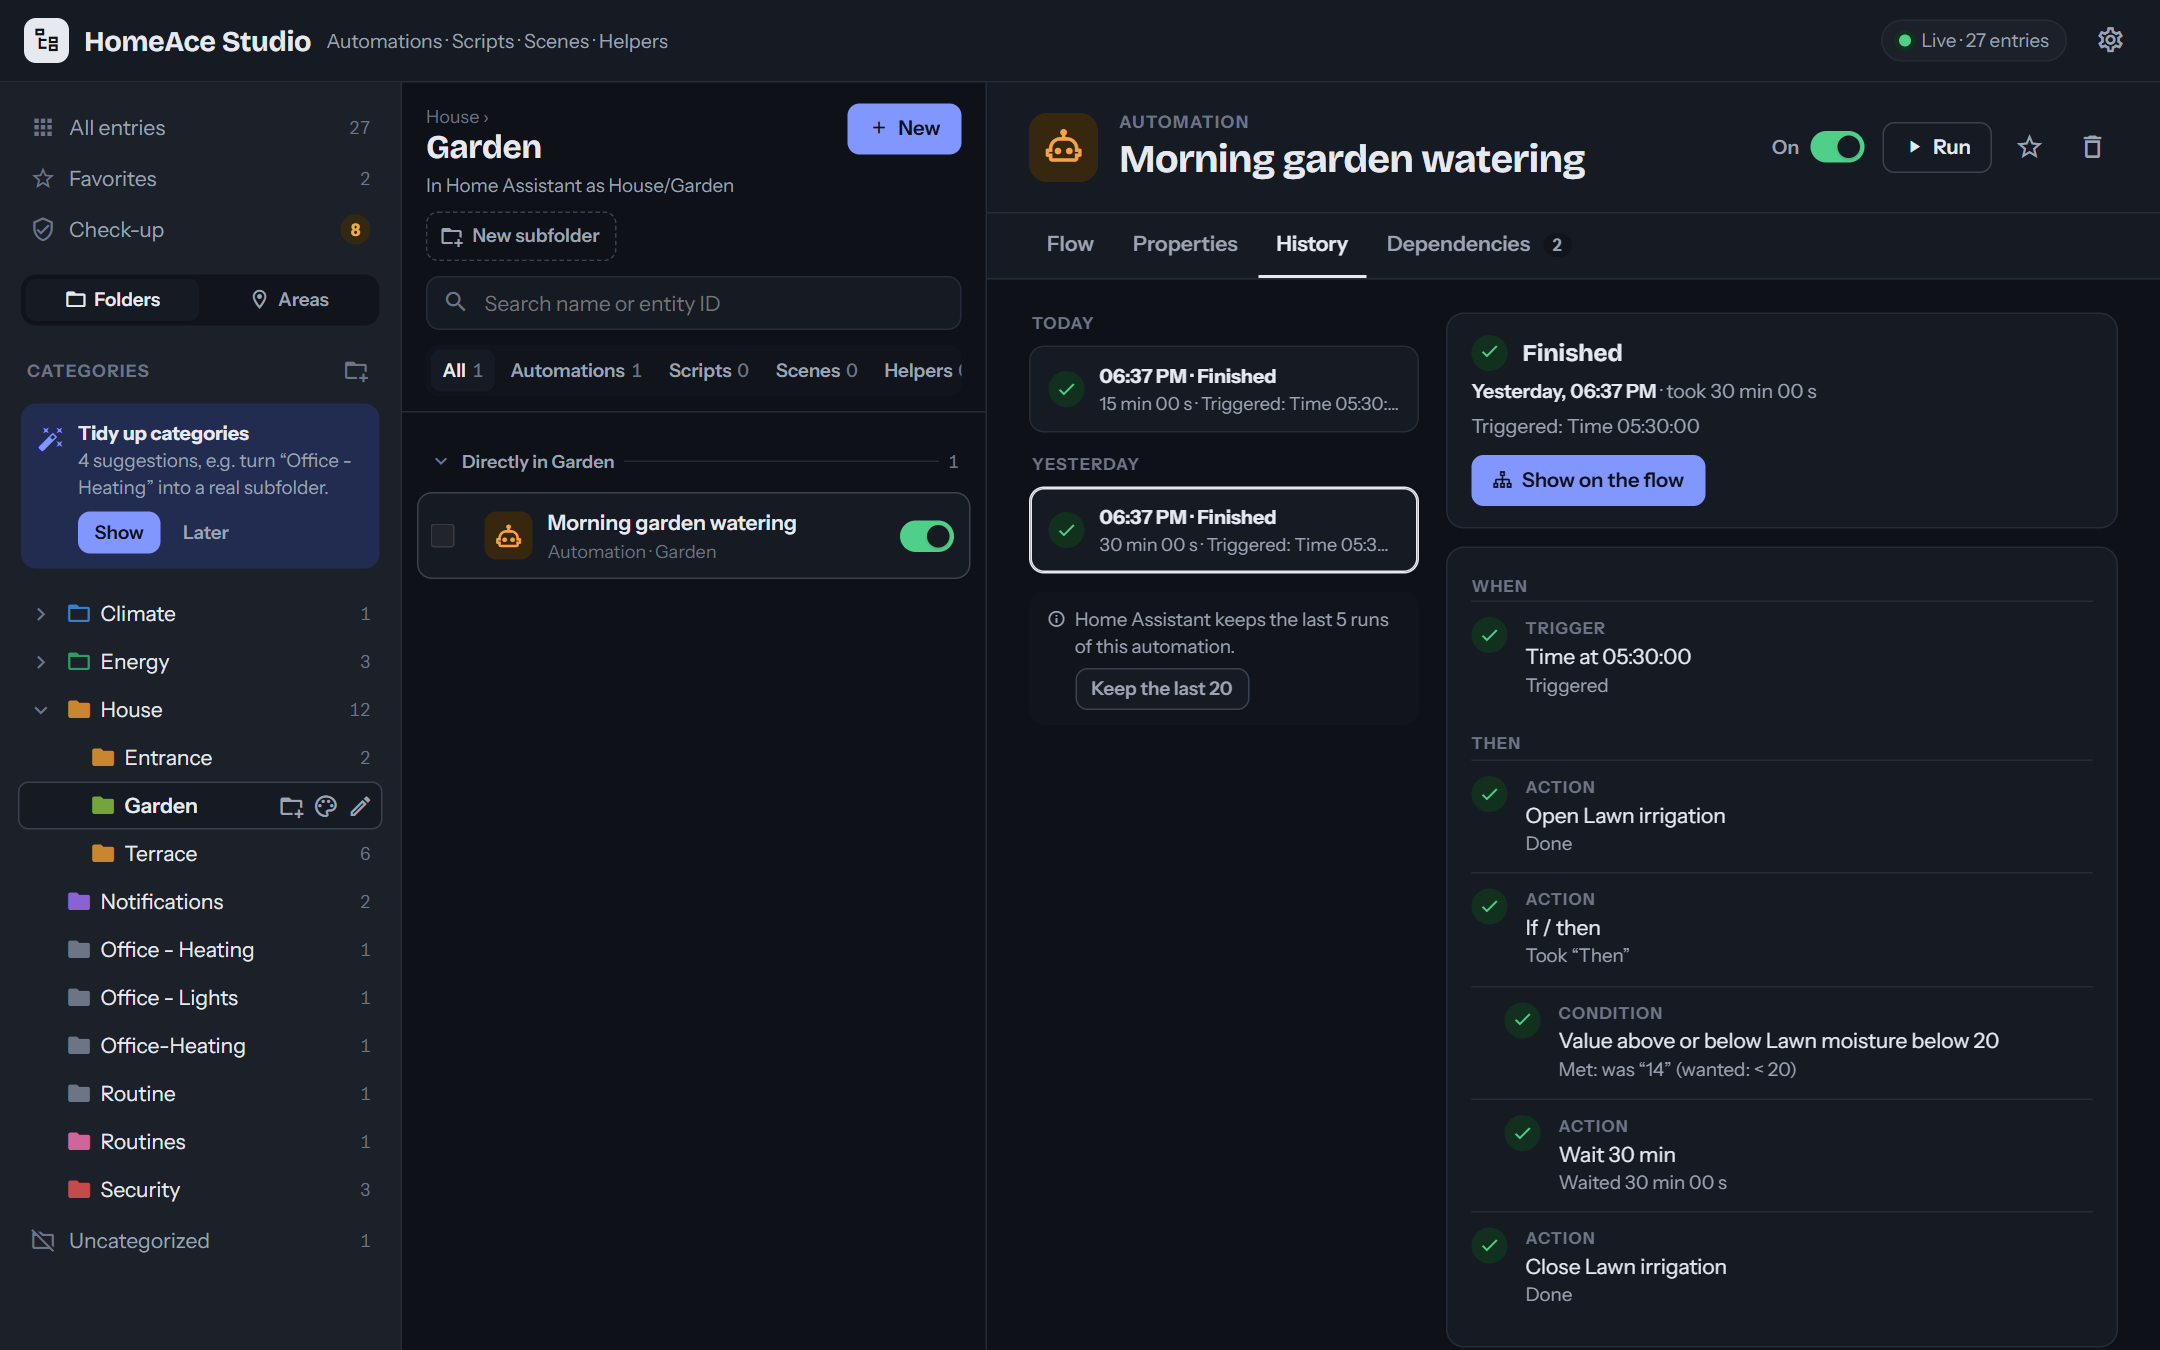 HomeAce Studio
Automations · Scripts · Scenes · Helpers
Live · 27 entries
All entries 27
Favorites 2
Check-up 8
Folders
Areas
CATEGORIES
Tidy up categories
4 suggestions, e.g. turn “Office -
Heating” into a real subfolder.
Show
Later
Climate 1
Energy 3
House 12
Entrance 2
Garden
Terrace 6
Notifications 2
Office - Heating 1
Office - Lights 1
Office-Heating 1
Routine 1
Routines 1
Security 3
Uncategorized 1
House ›
Garden
+ New
In Home Assistant as House/Garden
New subfolder
Search name or entity ID
All 1 Automations 1 Scripts 0 Scenes 0 Helpers
Directly in Garden 1
Morning garden watering
Automation · Garden
AUTOMATION
Morning garden watering
On
Run
Flow
Properties
History
Dependencies 2
TODAY
06:37 PM · Finished
15 min 00 s · Triggered: Time 05:30:...
YESTERDAY
06:37 PM · Finished
30 min 00 s · Triggered: Time 05:3...
Home Assistant keeps the last 5 runs
of this automation.
Keep the last 20
Finished
Yesterday, 06:37 PM · took 30 min 00 s
Triggered: Time 05:30:00
Show on the flow
WHEN
TRIGGER
Time at 05:30:00
Triggered
THEN
ACTION
Open Lawn irrigation
Done
ACTION
If / then
Took “Then”
CONDITION
Value above or below Lawn moisture below 20
Met: was “14” (wanted: < 20)
ACTION
Wait 30 min
Waited 30 min 00 s
ACTION
Close Lawn irrigation
Done